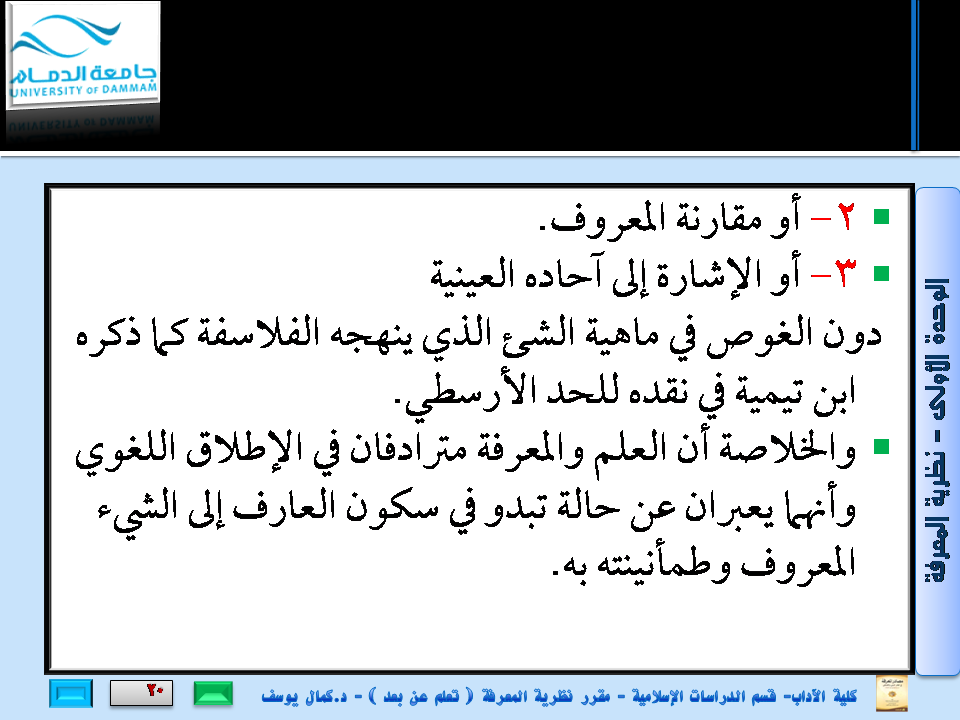 جامعة الدمام
UNIVERSITY OF DAMMAM
٢– أو مقارنة المعروف.
٣– أو الإشارة إلى آحاده العينية
دون الغوص في ماهية الشئ الذي ينهجه الفلاسفة كما ذكره
ابن تيمية في نقده للحد الأرسطي.
والخلاصة أن العلم والمعرفة مترادفان في الإطلاق اللغوي
وأنهما يعبران عن حالة تبدو في سكون العارف إلى الشيء
المعروف وطمأنينته به.
الوحدة الأولى – نظرية المعرفة
كلية الآداب- قسم الدراسات الإسلامية – مقرر نظرية المعرفة ( تعلم عن بعد ) – د.كمال يوسف
٢٠